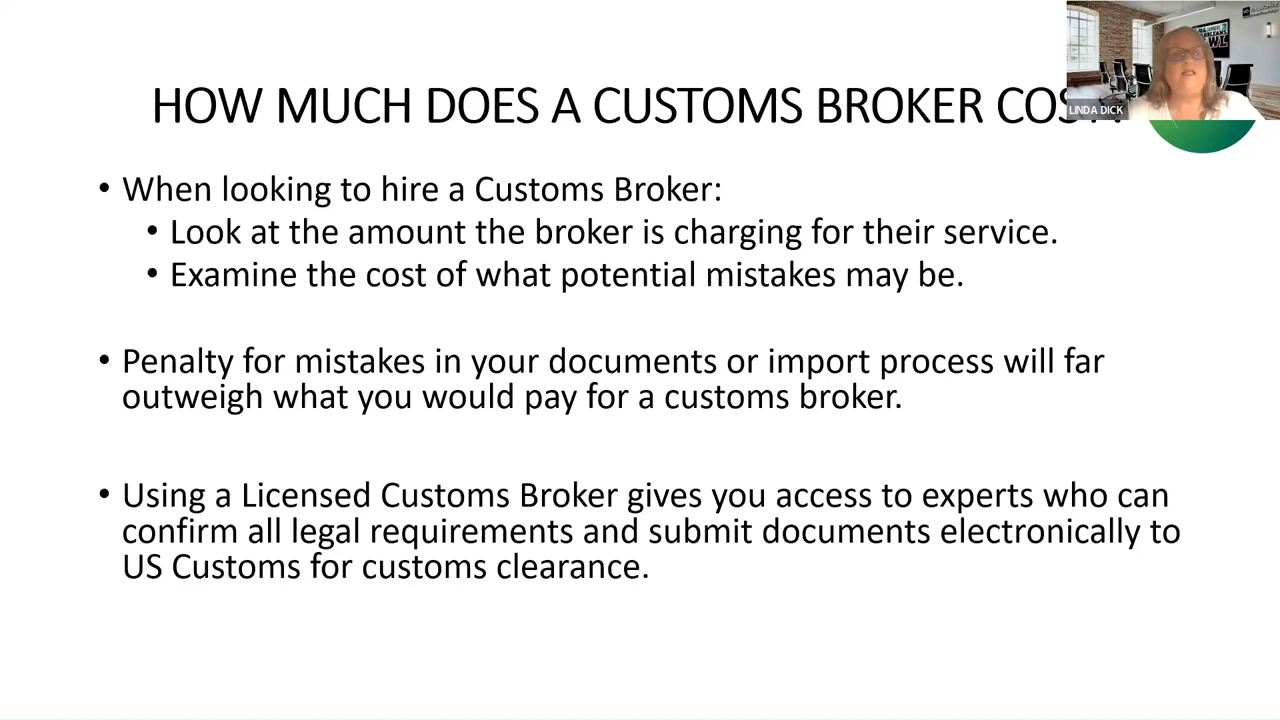 HOW MUCH DOES A CUSTOMS BROKER COS
LINDA DICK
• When looking to hire a Customs Broker:
• Look at the amount the broker is charging for their service.
• Examine the cost of what potential mistakes may be.
• Penalty for mistakes in your documents or import process will far
outweigh what you would pay for a customs broker.
• Using a Licensed Customs Broker gives you access to experts who can
confirm all legal requirements and submit documents electronically to
US Customs for customs clearance.